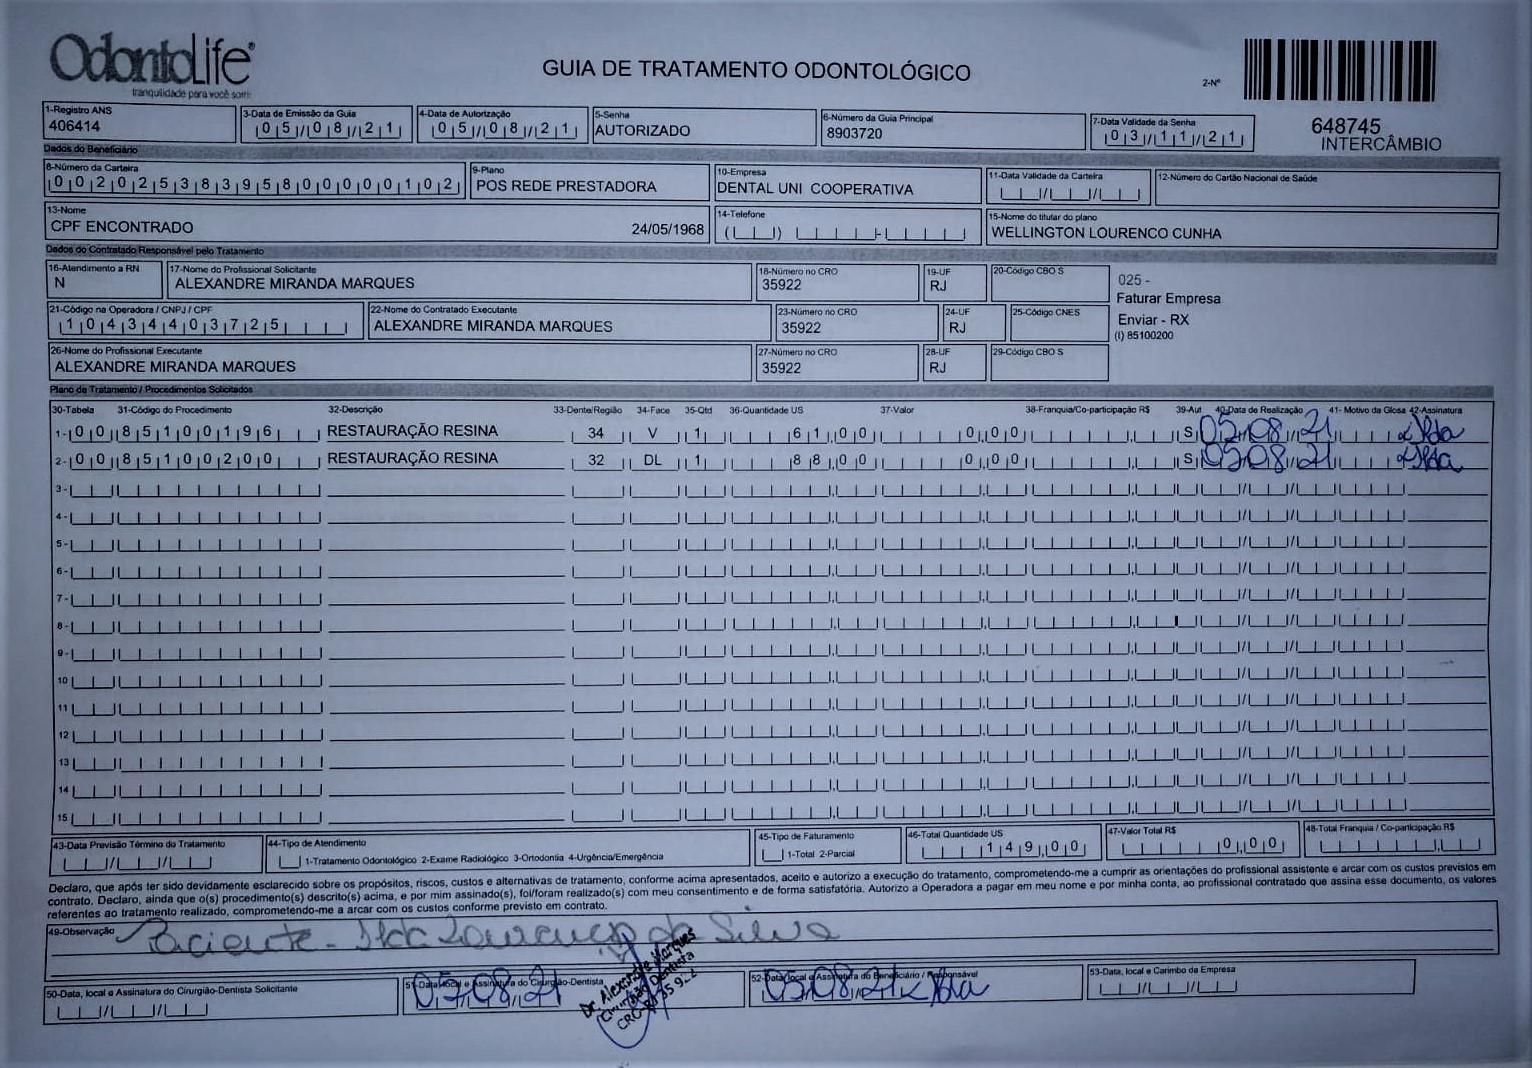 OdontoLife®
tranquilidade para você sorrir
GUIA DE TRATAMENTO ODONTOLÓGICO
2-Nº
648745
INTERCÂMBIO
1-Registro ANS
406414
3-Data de Emissão da Guia
05/08/21
4-Data de Autorização
05/08/21
5-Senha
AUTORIZADO
6-Número da Guia Principal
8903720
7-Data Validade da Senha
03/11/21
Dados do Beneficiário
8-Número da Carteira
00202538395800000102
9-Plano
POS REDE PRESTADORA
10-Empresa
DENTAL UNI COOPERATIVA
11-Data Validade da Carteira
12-Número do Cartão Nacional de Saúde
13-Nome
CPF ENCONTRADO 24/05/1968
14-Telefone
15-Nome do titular do plano
WELLINGTON LOURENCO CUNHA
Dados do Contratado Responsável pelo Tratamento
16-Atendimento a RN
N
17-Nome do Profissional Solicitante
ALEXANDRE MIRANDA MARQUES
18-Número no CRO
35922
19-UF
RJ
20-Código CBO S
025 -
Faturar Empresa
Enviar - RX
(I) 85100200
21-Código na Operadora / CNPJ / CPF
10434403725
22-Nome do Contratado Executante
ALEXANDRE MIRANDA MARQUES
23-Número no CRO
35922
24-UF
RJ
25-Código CNES
26-Nome do Profissional Executante
ALEXANDRE MIRANDA MARQUES
27-Número no CRO
35922
28-UF
RJ
29-Código CBO S
Plano de Tratamento / Procedimentos Solicitados
30-Tabela 31-Código do Procedimento 32-Descrição 33-Dente/Região 34-Face 35-Qtd 36-Quantidade US 37-Valor 38-Franquia/Co-participação R$ 39-Aut 40-Data de Realização 41- Motivo da Glosa 42-Assinatura
1- 00 85100196 RESTAURAÇÃO RESINA 34 V 1 61,00 0,00 S 05/08/21
2- 00 85100200 RESTAURAÇÃO RESINA 32 DL 1 88,00 0,00 S 05/08/21
3-
4-
5-
6-
7-
8-
9-
10
11
12
13
14
15
43-Data Previsão Término do Tratamento
44-Tipo de Atendimento
1-Tratamento Odontológico 2-Exame Radiológico 3-Ortodontia 4-Urgência/Emergência
45-Tipo de Faturamento
1-Total 2-Parcial
46-Total Quantidade US
149,00
47-Valor Total R$
0,00
48-Total Franquia / Co-participação R$
Declaro, que após ter sido devidamente esclarecido sobre os propósitos, riscos, custos e alternativas de tratamento, conforme acima apresentados, aceito e autorizo a execução do tratamento, comprometendo-me a cumprir as orientações do profissional assistente e arcar com os custos previstos em
contrato. Declaro, ainda que o(s) procedimento(s) descrito(s) acima, e por mim assinado(s), foi/foram realizado(s) com meu consentimento e de forma satisfatória. Autorizo a Operadora a pagar em meu nome e por minha conta, ao profissional contratado que assina esse documento, os valores
referentes ao tratamento realizado, comprometendo-me a arcar com os custos conforme previsto em contrato.
49-Observação
Paciente - Ilda Lourenço da Silva
50-Data, local e Assinatura do Cirurgião-Dentista Solicitante
51-Data, local e Assinatura do Cirurgião-Dentista
05/08/21
Dr. Alexandre Marques
Cirurgião Dentista
CRO-RJ 35922
52-Data, local e Assinatura do Beneficiário / Responsável
05/08/21
53-Data, local e Carimbo da Empresa